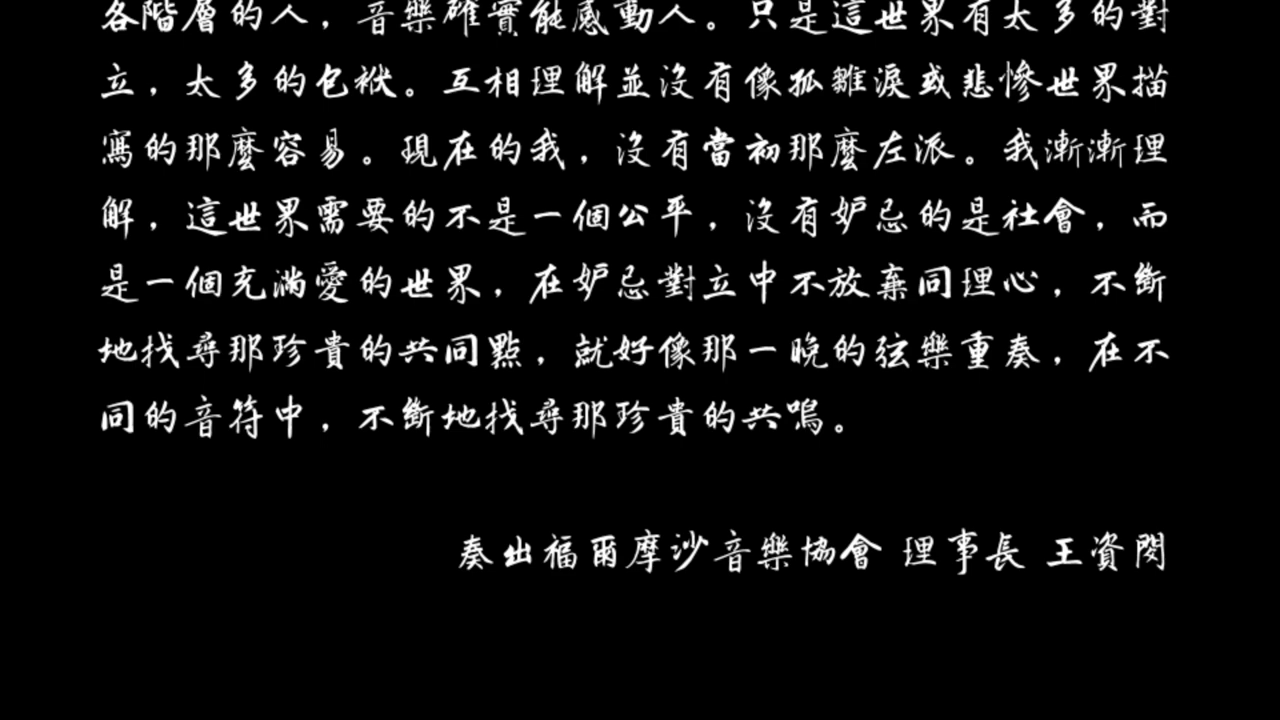 各階層的人，音樂確實能感動人。只是這世界有太多的對
立，太多的包袱。互相理解並沒有像孤雛淚或悲慘世界描
寫的那麼容易。現在的我，沒有當初那麼左派。我漸漸理
解，這世界需要的不是一個公平，沒有妒忌的是社會，而
是一個充滿愛的世界，在妒忌對立中不放棄同理心，不斷
地找尋那珍貴的共同點，就好像那一晚的弦樂重奏，在不
同的音符中，不斷地找尋那珍貴的共鳴。
奏出福爾摩沙音樂協會 理事長 王資閔